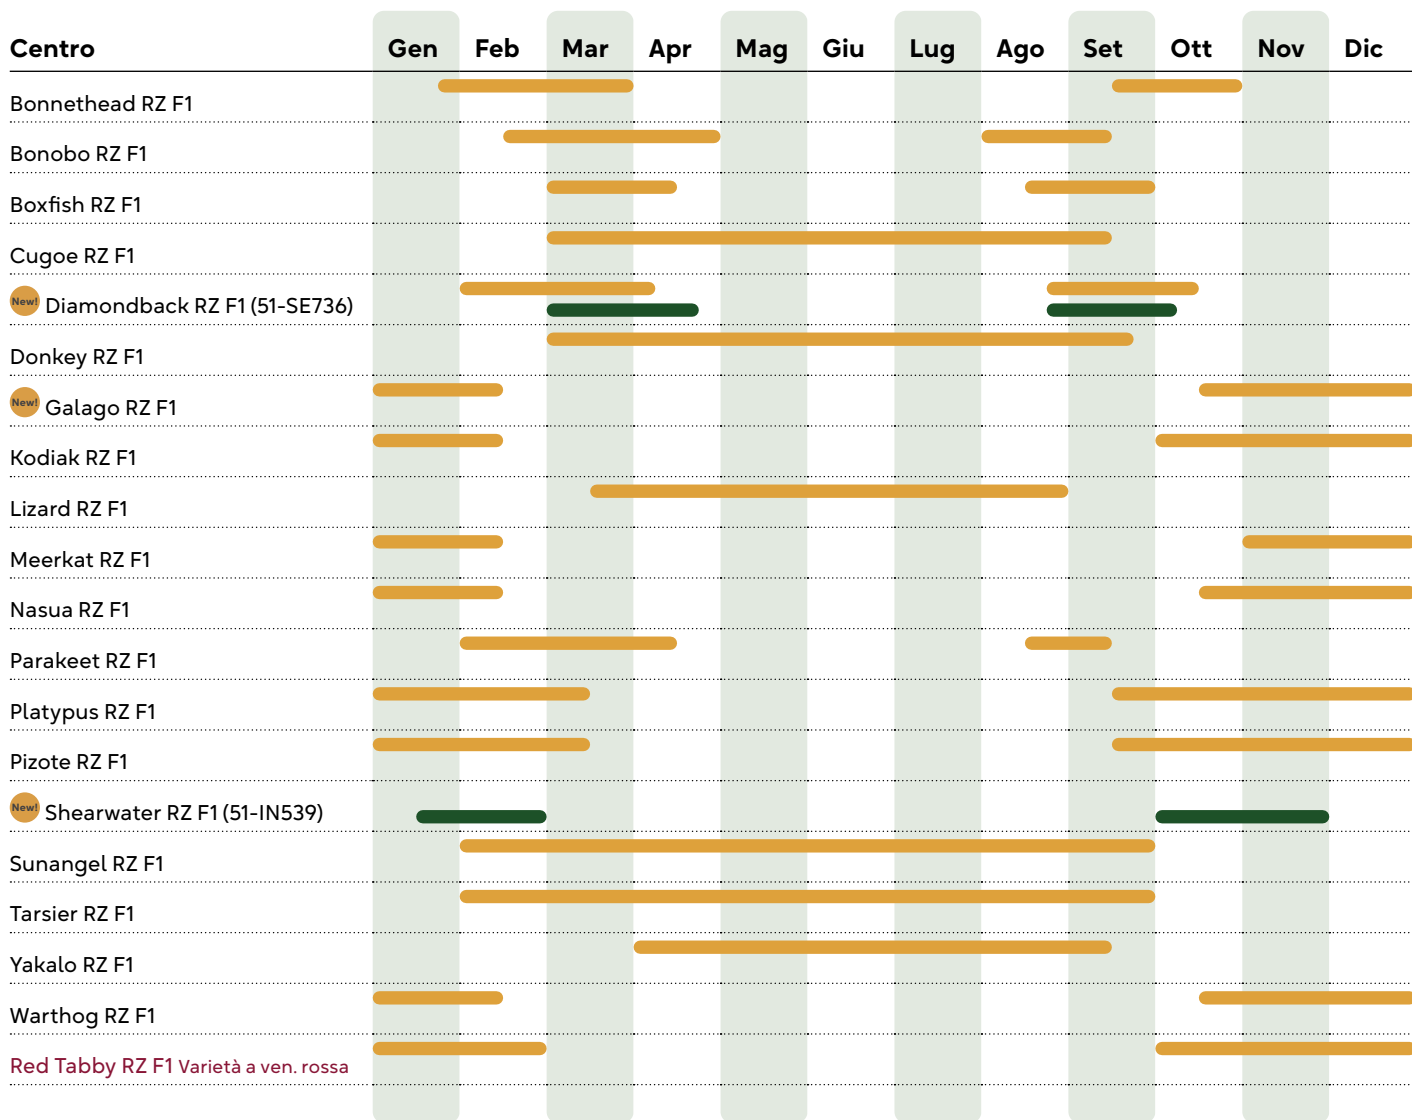 Centro Gen Feb Mar Apr Mag Giu Lug Ago Set Ott Nov Dic
Bonnethead RZ F1
Bonobo RZ F1
Boxfish RZ F1
Cugoe RZ F1
New! Diamondback RZ F1 (51-SE736)
Donkey RZ F1
New! Galago RZ F1
Kodiak RZ F1
Lizard RZ F1
Meerkat RZ F1
Nasua RZ F1
Parakeet RZ F1
Platypus RZ F1
Pizote RZ F1
New! Shearwater RZ F1 (51-IN539)
Sunangel RZ F1
Tarsier RZ F1
Yakalo RZ F1
Warthog RZ F1
Red Tabby RZ F1 Varietà a ven. rossa